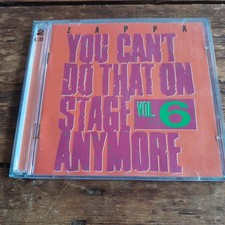 ZAPPA
YOU CAN'T
DO THAT ON
STAGE VOL. 6
ANYMORE